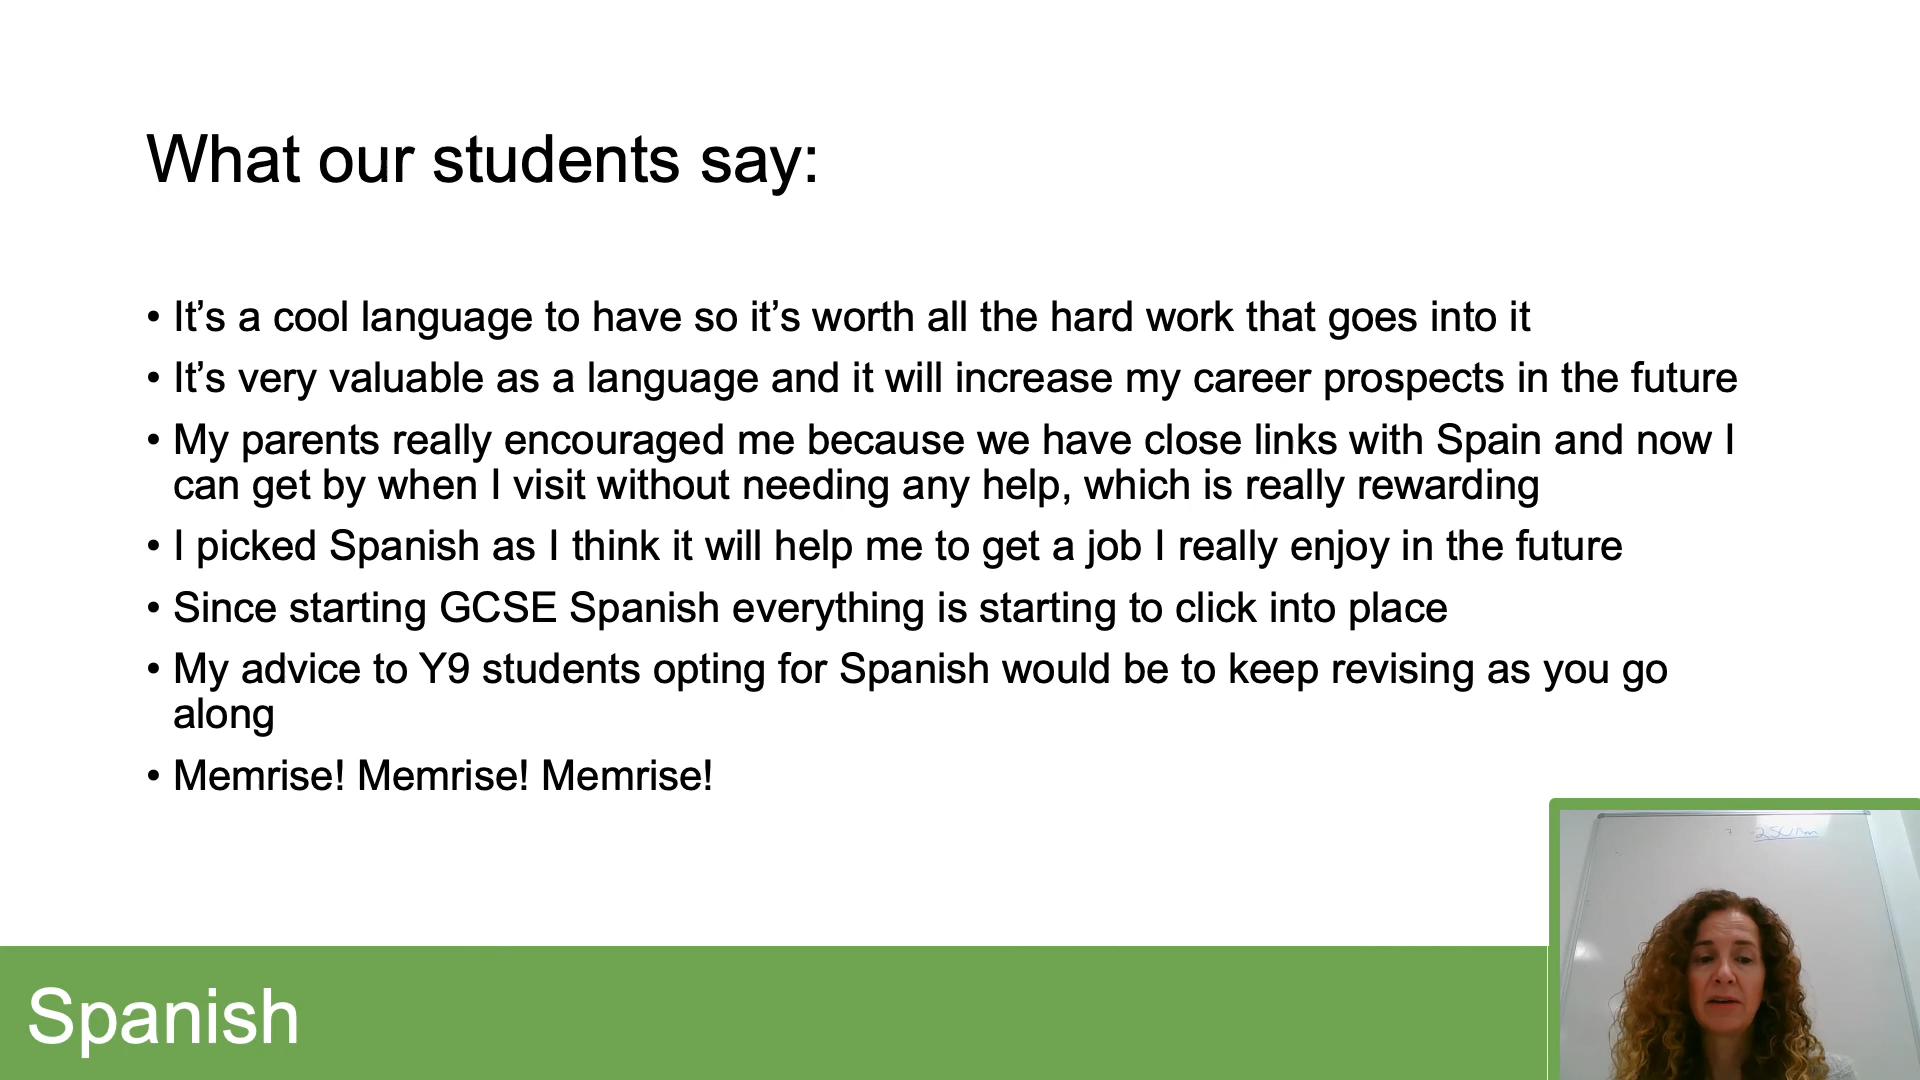 What our students say:
• It’s a cool language to have so it’s worth all the hard work that goes into it
• It’s very valuable as a language and it will increase my career prospects in the future
• My parents really encouraged me because we have close links with Spain and now I
can get by when I visit without needing any help, which is really rewarding
• I picked Spanish as I think it will help me to get a job I really enjoy in the future
• Since starting GCSE Spanish everything is starting to click into place
• My advice to Y9 students opting for Spanish would be to keep revising as you go
along
• Memrise! Memrise! Memrise!
Spanish